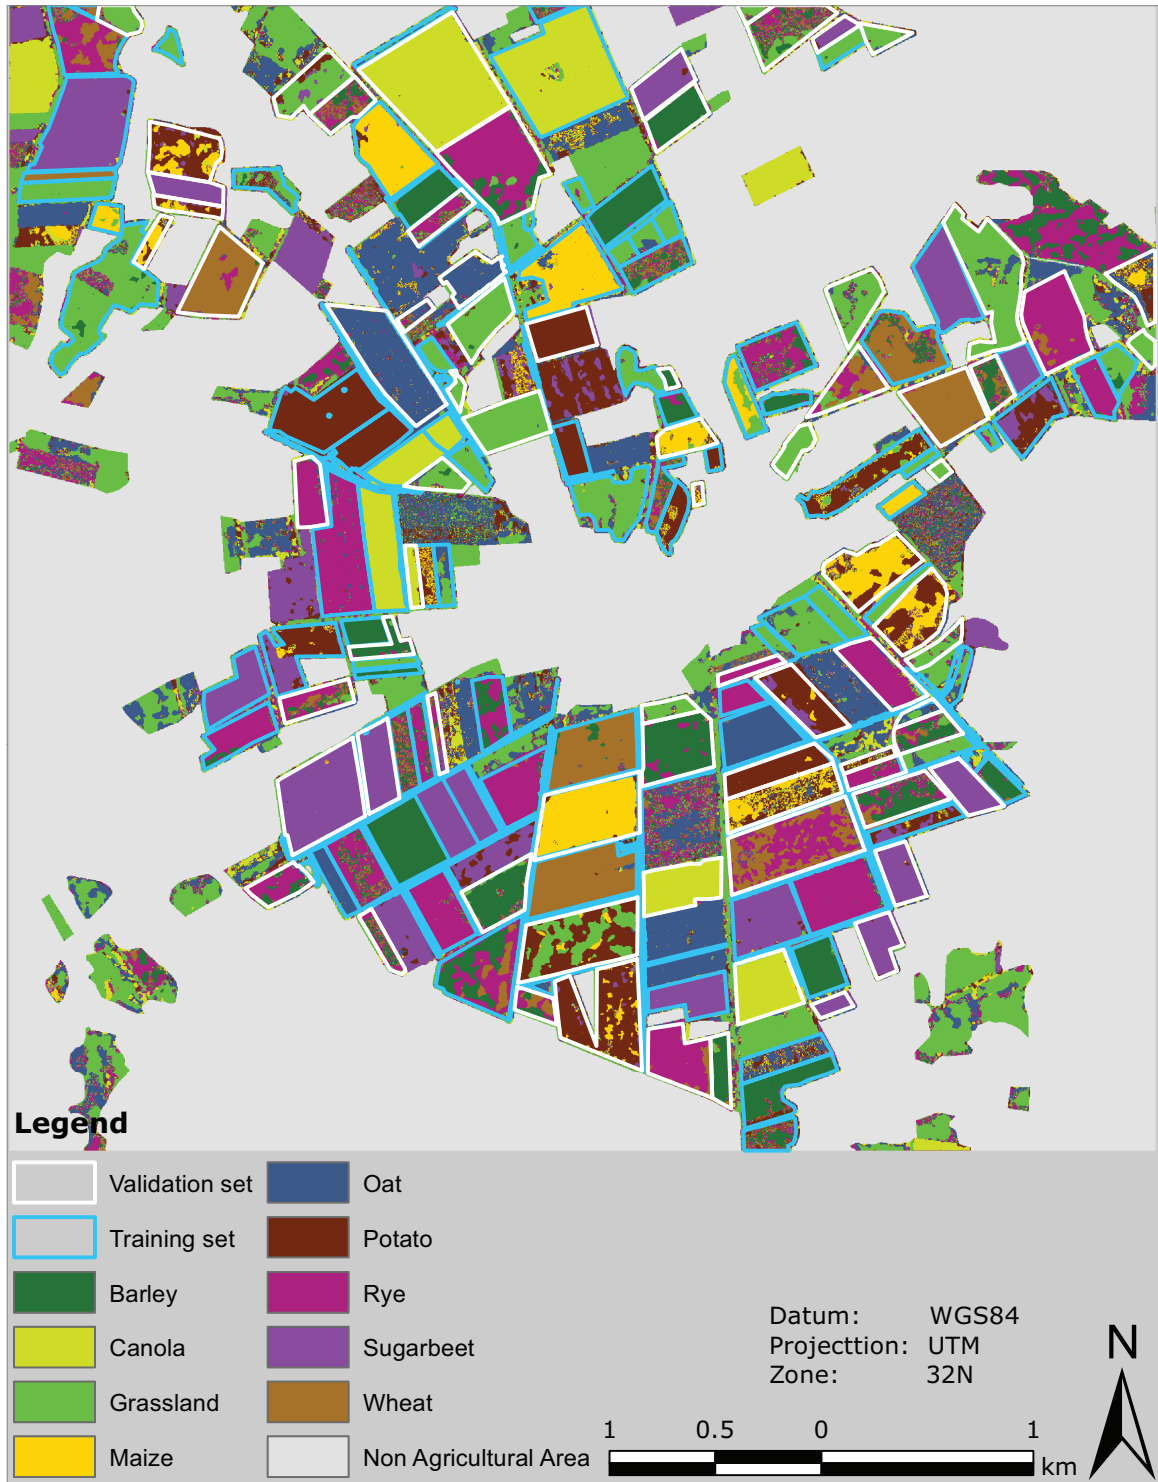 Legend
Validation set
Training set
Barley
Canola
Grassland
Maize
Oat
Potato
Rye
Sugarbeet
Wheat
Non Agricultural Area
Datum: WGS84
Projecttion: UTM
Zone: 32N
N
1 0.5 0 1
km